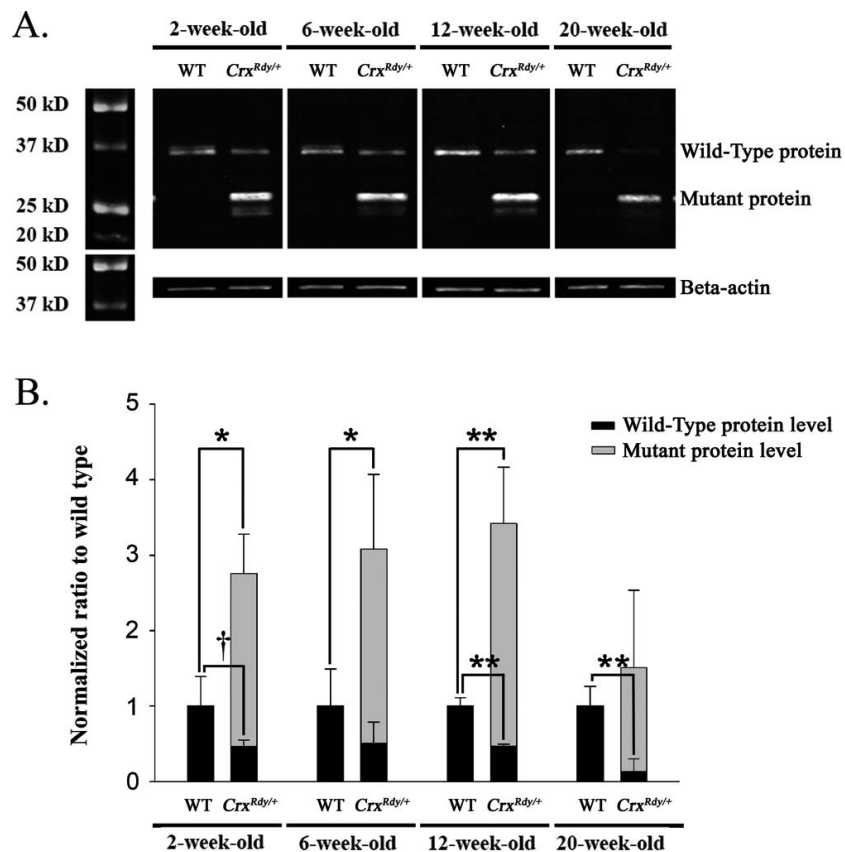 A.
2-week-old 6-week-old 12-week-old 20-week-old
WT Crx^Rdy/+ WT Crx^Rdy/+ WT Crx^Rdy/+ WT Crx^Rdy/+
50 kD
37 kD
Wild-Type protein
25 kD
Mutant protein
20 kD
50 kD
Beta-actin
37 kD
B.
Normalized ratio to wild type
5
4
3
2
1
0
* * **
† ** **
Wild-Type protein level
Mutant protein level
WT Crx^Rdy/+ WT Crx^Rdy/+ WT Crx^Rdy/+ WT Crx^Rdy/+
2-week-old 6-week-old 12-week-old 20-week-old